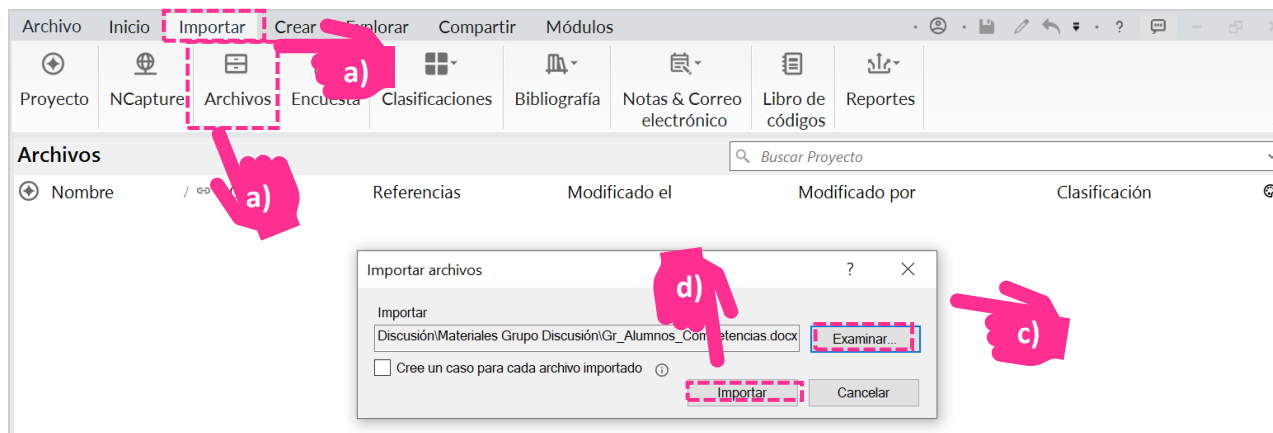 Archivo Inicio Importar Crear Explorar Compartir Módulos
?
a)
Proyecto NCapture Archivos Encuesta Clasificaciones Bibliografía Notas & Correo electrónico Libro de códigos Reportes
Archivos
Buscar Proyecto
Nombre / Referencias Modificado el Modificado por Clasificación
a)
Importar archivos ?
d)
Importar
Discusión\Materiales Grupo Discusión\Gr_Alumnos_Competencias.docx Examinar...
c)
Cree un caso para cada archivo importado
Importar Cancelar